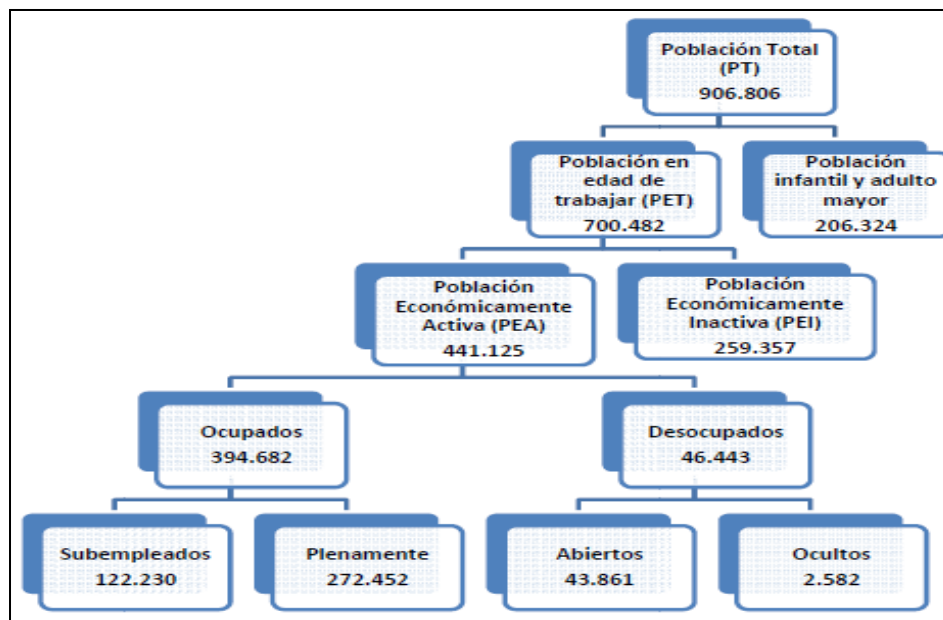 Población Total
(PT)
906.806
Población en
edad de
trabajar (PET)
700.482
Población
infantil y adulto
mayor
206.324
Población
Económicamente
Activa (PEA)
441.125
Población
Económicamente
Inactiva (PEI)
259.357
Ocupados
394.682
Desocupados
46.443
Subempleados
122.230
Plenamente
272.452
Abiertos
43.861
Ocultos
2.582